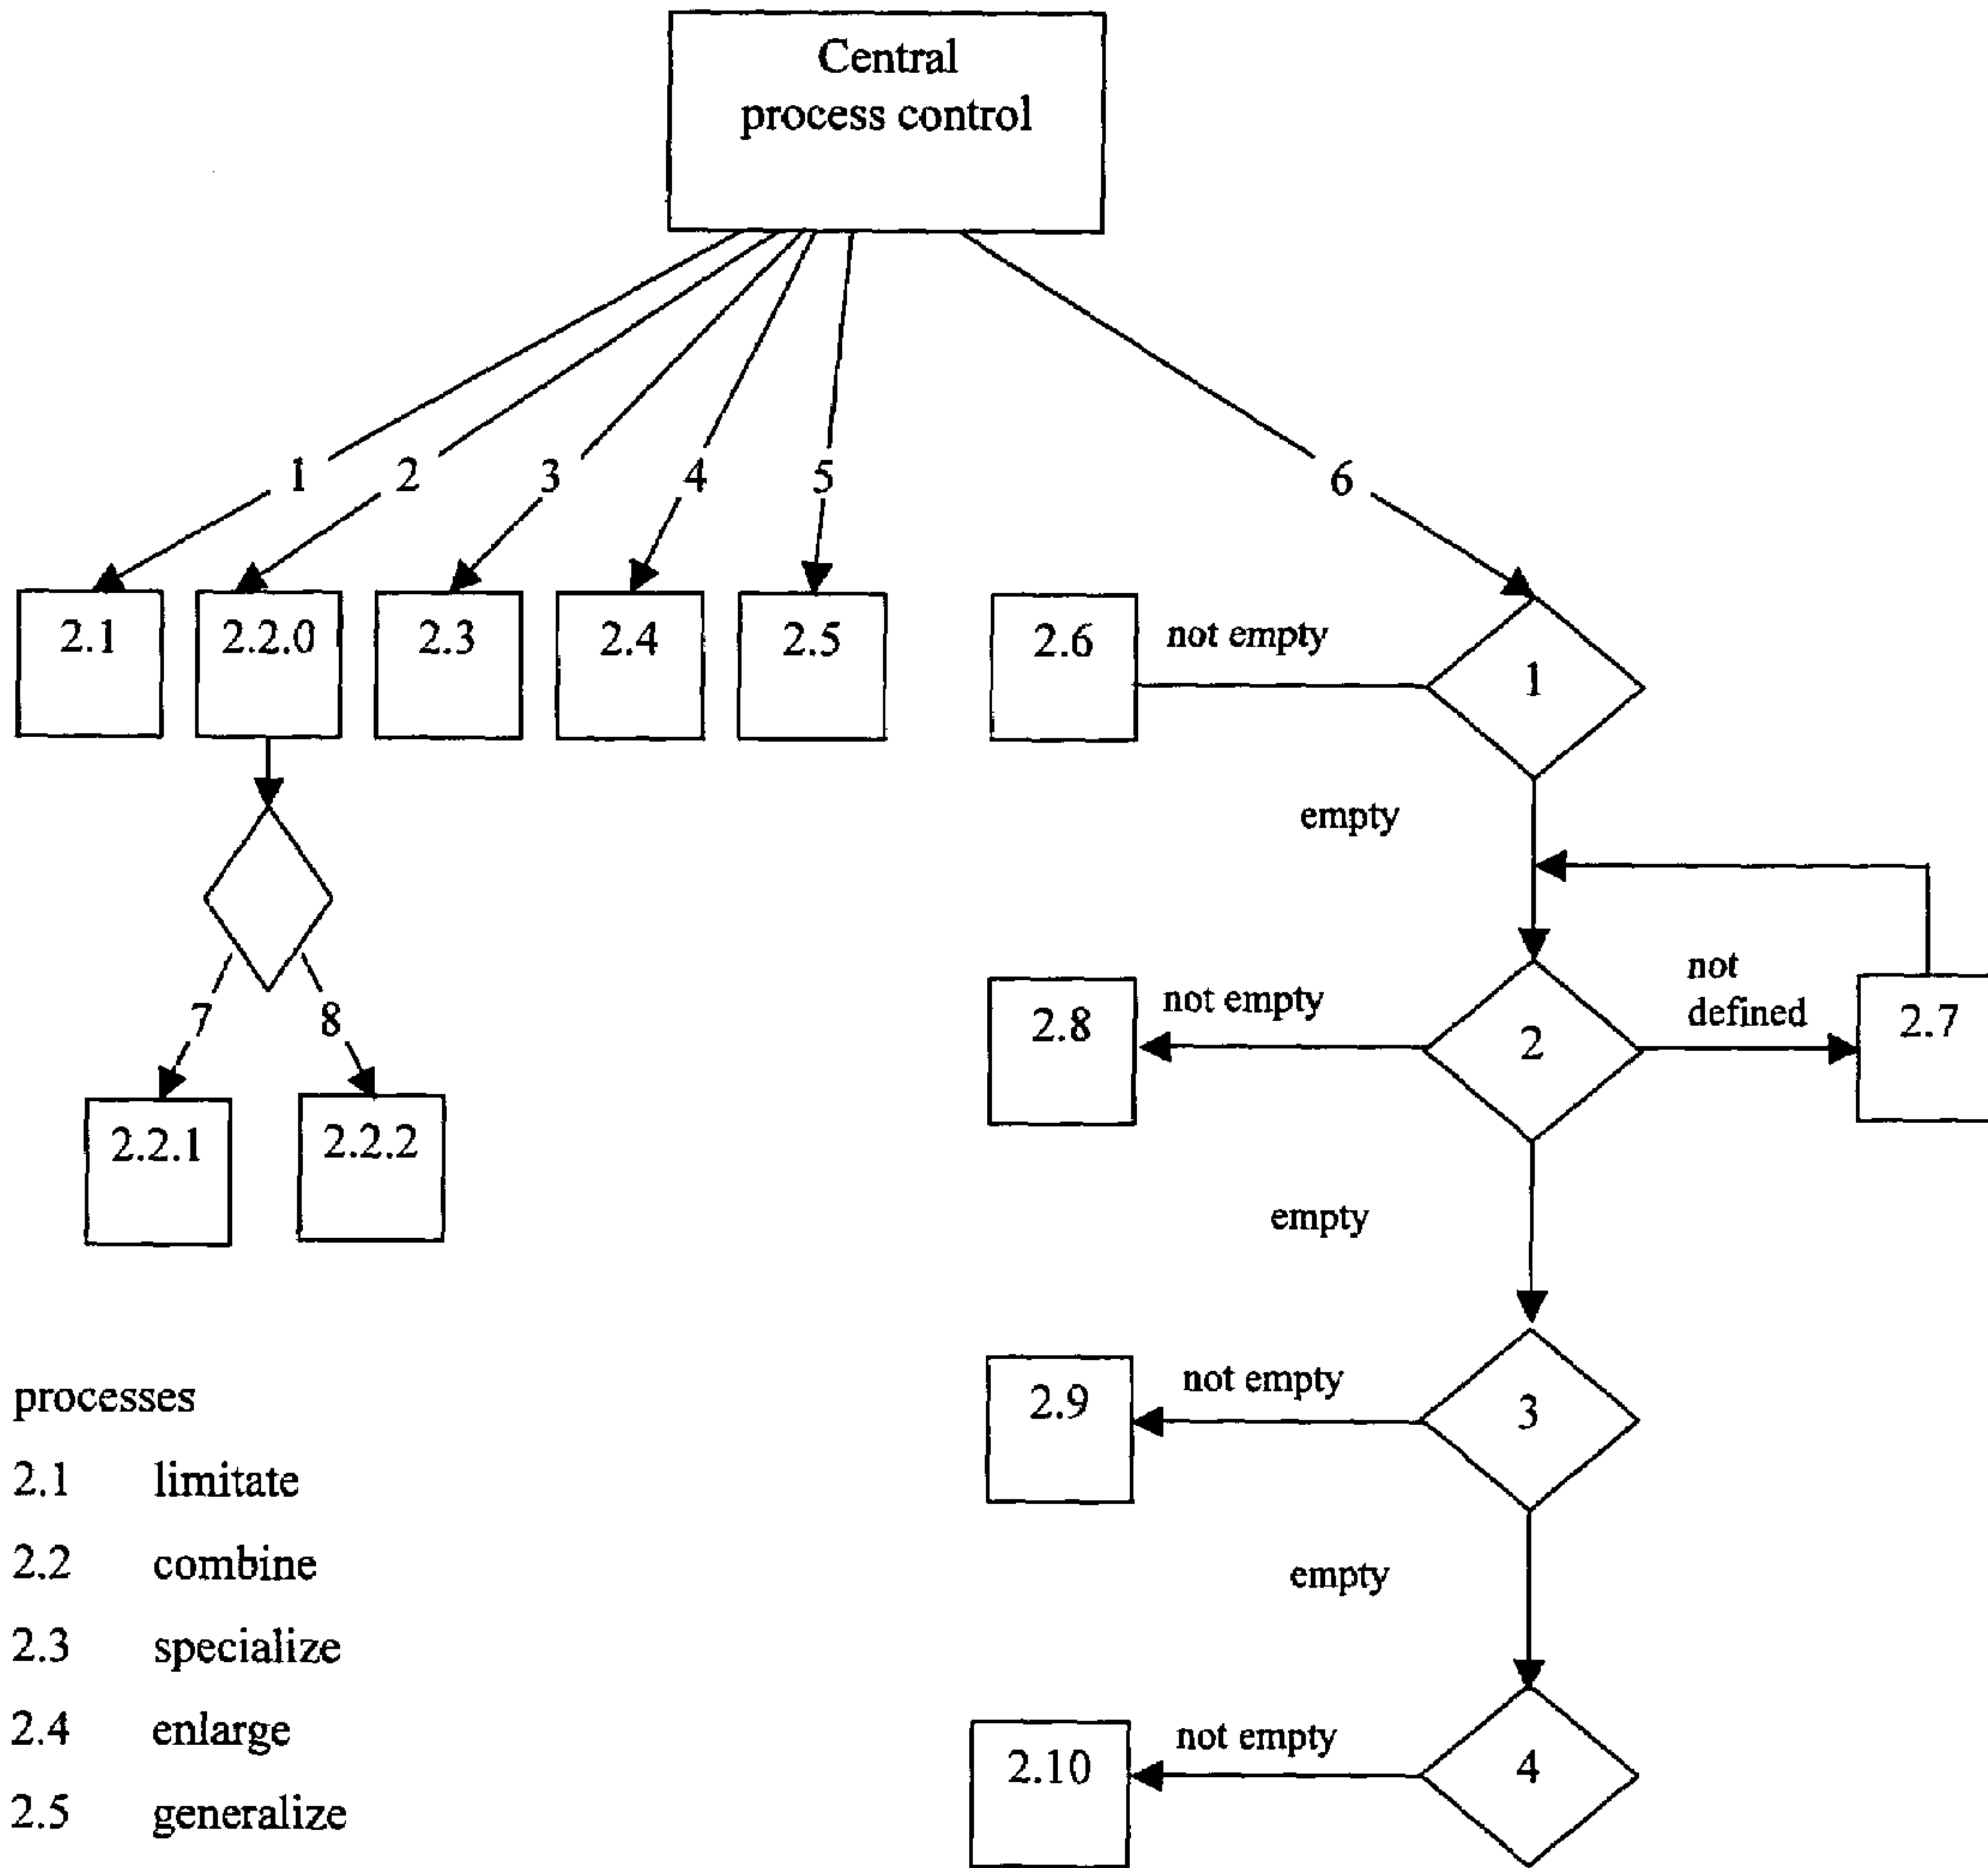 Central
process control
1
2
3
4
5
6
2.1
2.2.0
2.3
2.4
2.5
2.6
not empty
1
empty
not
defined
2.8
not empty
2
2.7
7
8
2.2.1
2.2.2
empty
2.9
not empty
3
processes
2.1 limitate
2.2 combine
empty
2.3 specialize
2.4 enlarge
2.10
not empty
4
2.5 generalize